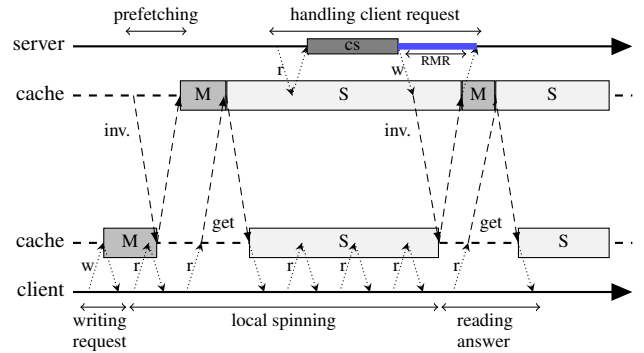 prefetching handling client request
server cs
r w RMR
cache M S M S
inv. inv.
get get
cache M S S
w r r r r r r
client
writing request local spinning reading answer